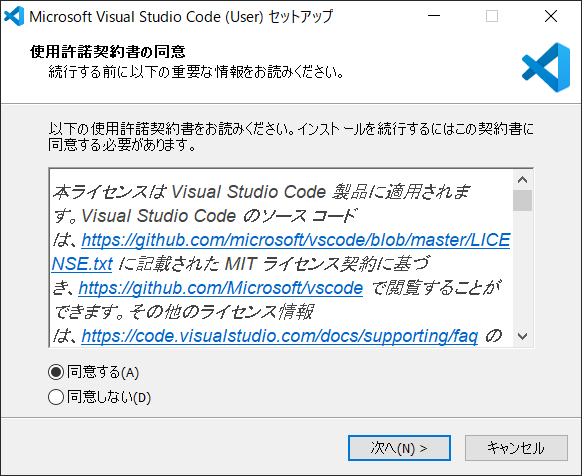 Microsoft Visual Studio Code (User) セットアップ
使用許諾契約書の同意
続行する前に以下の重要な情報をお読みください。
以下の使用許諾契約書をお読みください。インストールを続行するにはこの契約書に
同意する必要があります。
本ライセンスは Visual Studio Code 製品に適用されま
す。Visual Studio Code のソース コード
は、https://github.com/microsoft/vscode/blob/master/LICE
NSE.txt に記載された MIT ライセンス契約に基づ
き、https://github.com/Microsoft/vscode で閲覧することが
できます。その他のライセンス情報
は、https://code.visualstudio.com/docs/supporting/faq の
同意する(A)
同意しない(D)
次へ(N) >
キャンセル